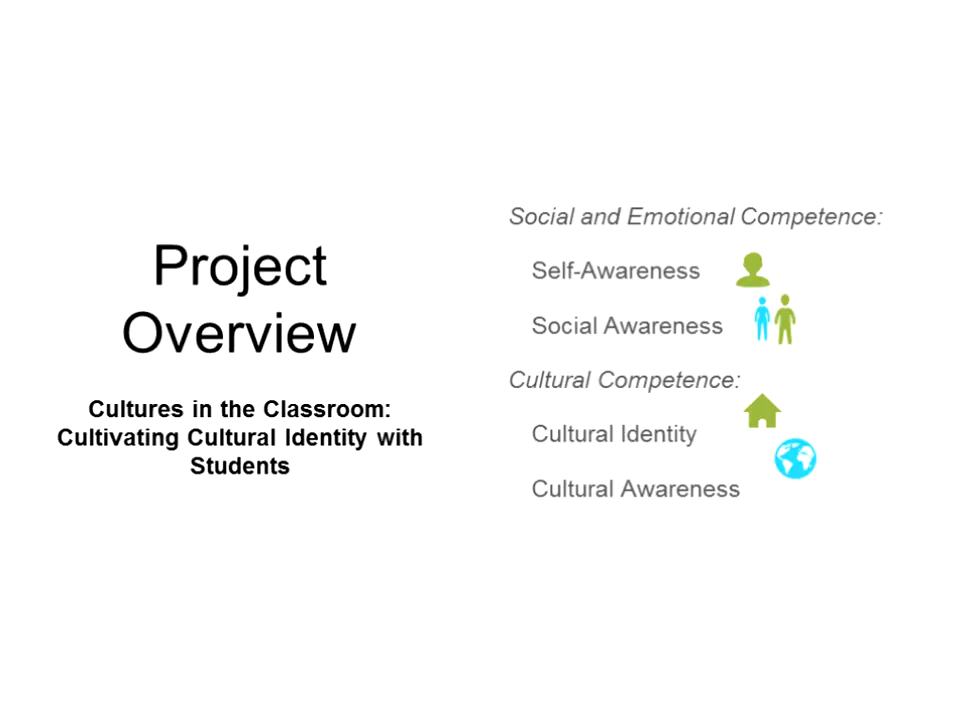 Project
Overview
Cultures in the Classroom:
Cultivating Cultural Identity with
Students
Social and Emotional Competence:
Self-Awareness
Social Awareness
Cultural Competence:
Cultural Identity
Cultural Awareness